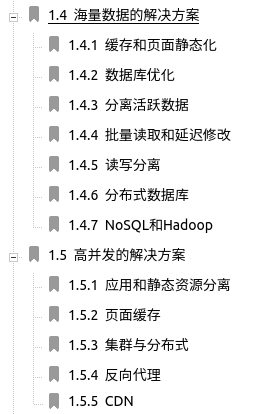 1.4 海量数据的解决方案
1.4.1 缓存和页面静态化
1.4.2 数据库优化
1.4.3 分离活跃数据
1.4.4 批量读取和延迟修改
1.4.5 读写分离
1.4.6 分布式数据库
1.4.7 NoSQL和Hadoop
1.5 高并发的解决方案
1.5.1 应用和静态资源分离
1.5.2 页面缓存
1.5.3 集群与分布式
1.5.4 反向代理
1.5.5 CDN